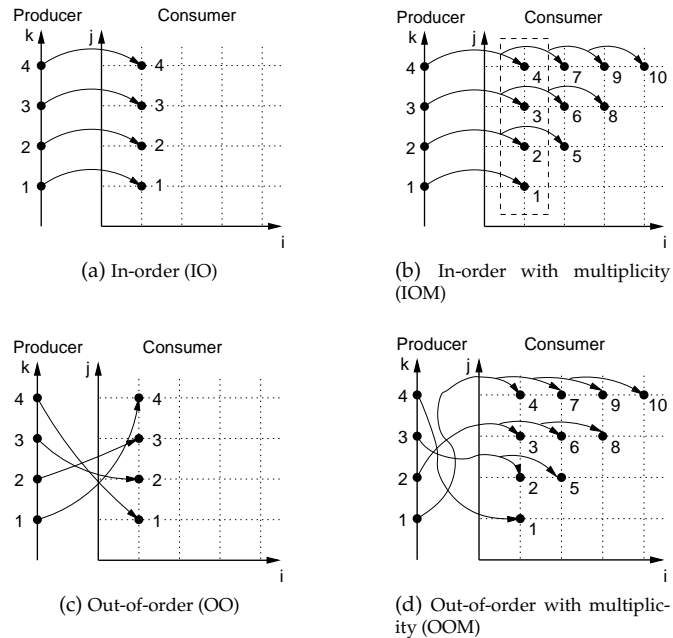 Producer Consumer
k j
4 4
3 3
2 2
1 1
i
(a) In-order (IO)
Producer Consumer
k j
4 4 7 9 10
3 3 6 8
2 2 5
1 1
i
(b) In-order with multiplicity
(IOM)
Producer Consumer
k j
4 4
3 3
2 2
1 1
i
(c) Out-of-order (OO)
Producer Consumer
k j
4 4 7 9 10
3 3 6 8
2 2 5
1 1
i
(d) Out-of-order with multiplic-
ity (OOM)